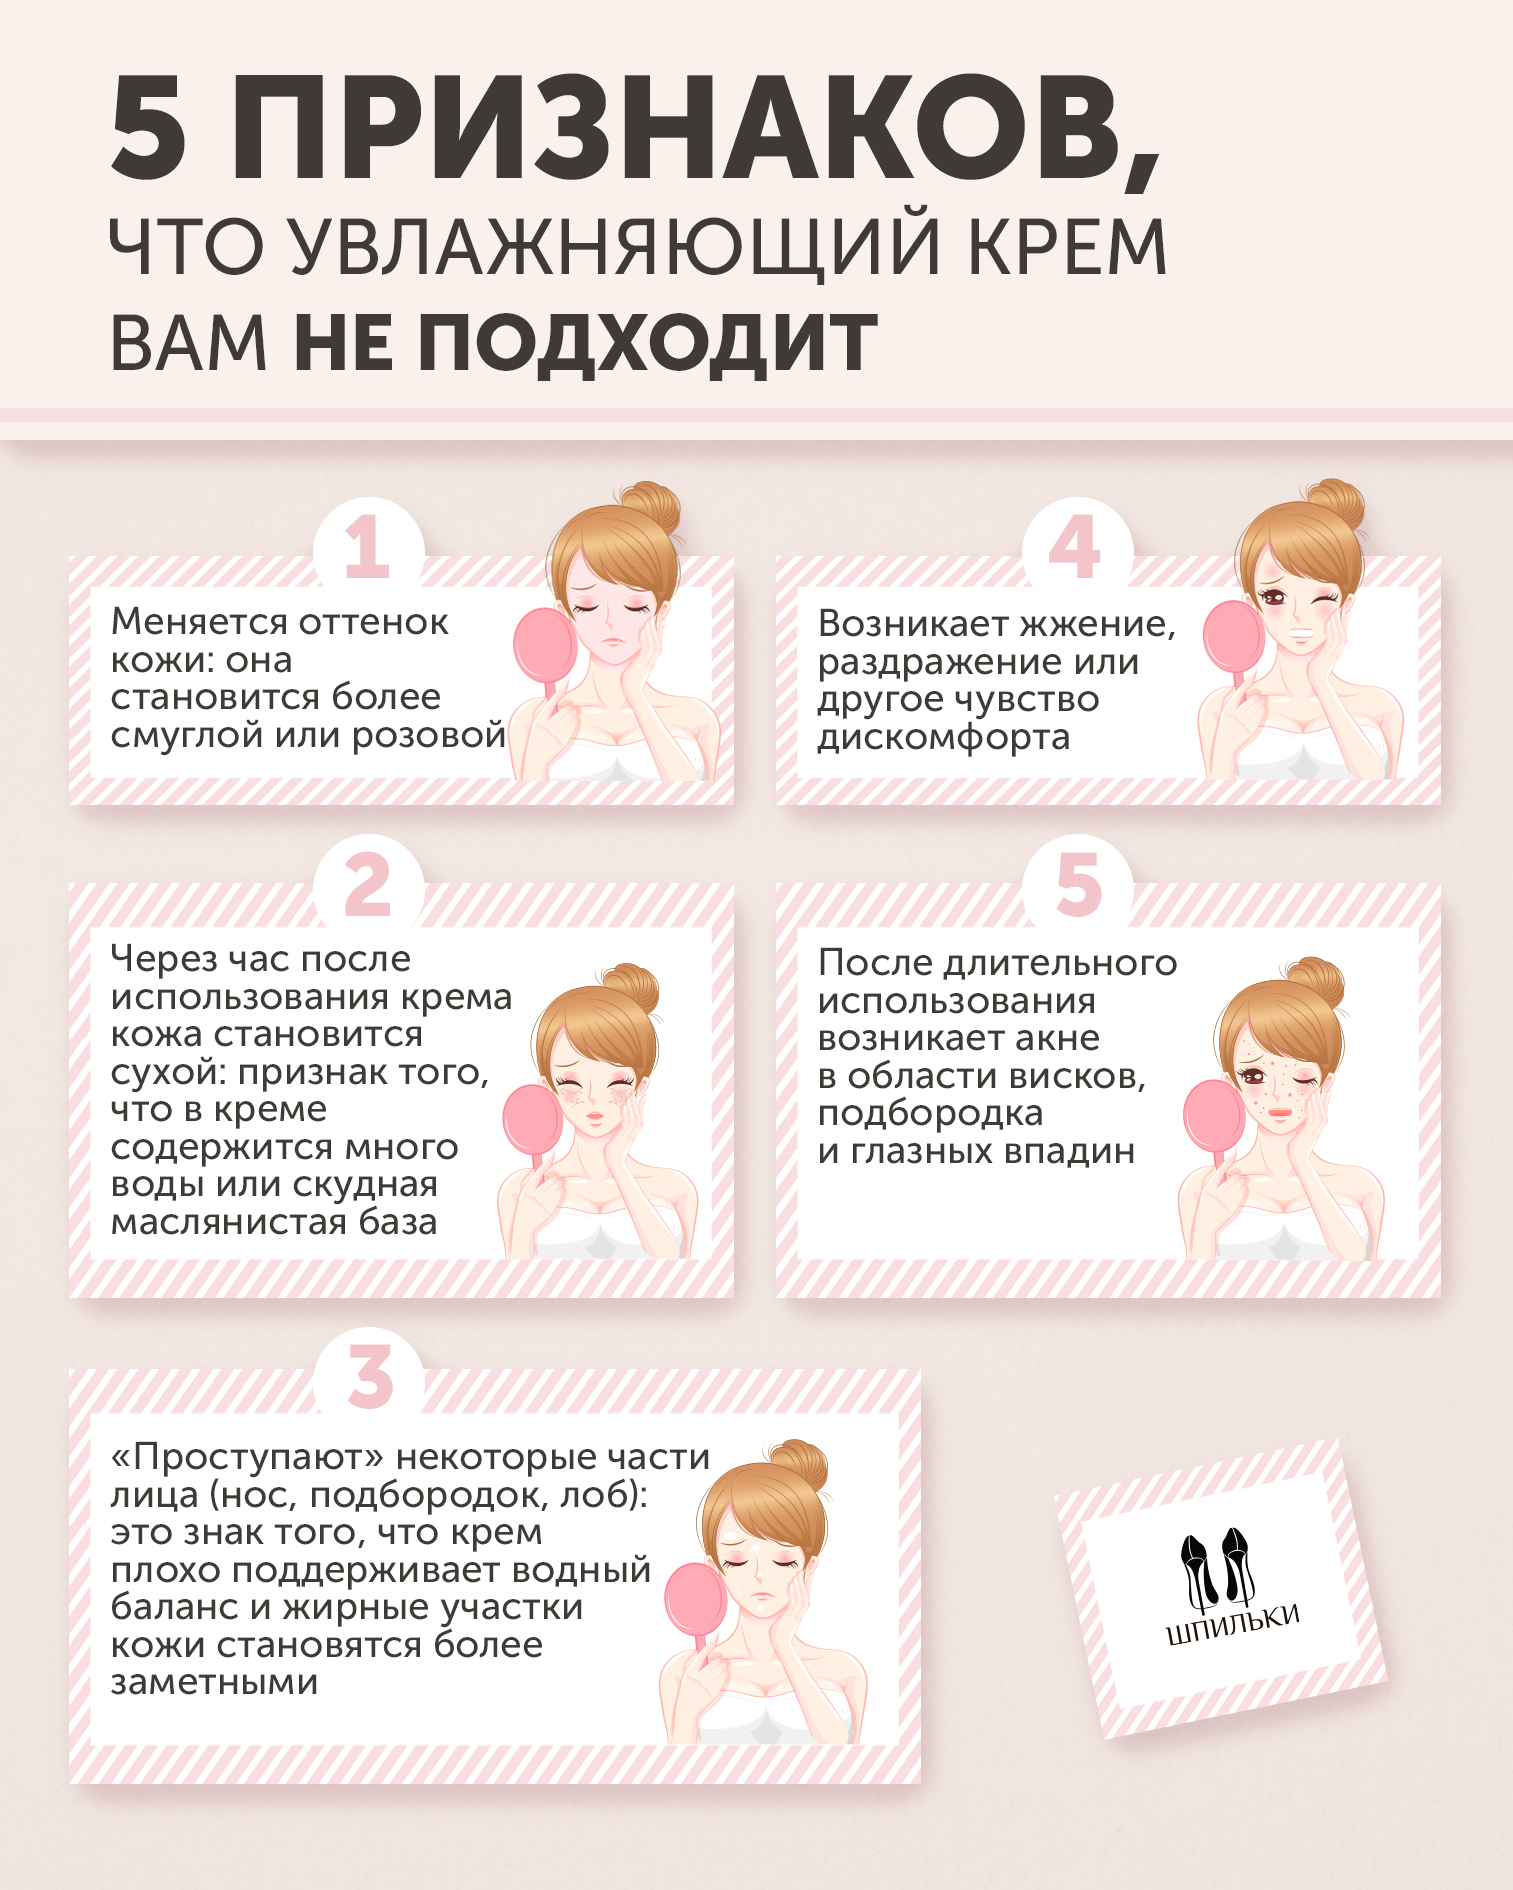 5 ПРИЗНАКОВ,
ЧТО УВЛАЖНЯЮЩИЙ КРЕМ
ВАМ НЕ ПОДХОДИТ
1
Меняется оттенок
кожи: она
становится более
смуглой или розовой
2
Через час после
использования крема
кожа становится
сухой: признак того,
что в креме
содержится много
воды или скудная
маслянистая база
3
«Проступают» некоторые части
лица (нос, подбородок, лоб):
это знак того, что крем
плохо поддерживает водный
баланс и жирные участки
кожи становятся более
заметными
4
Возникает жжение,
раздражение или
другое чувство
дискомфорта
5
После длительного
использования
возникает акне
в области висков,
подбородка
и глазных впадин
ШПИЛЬКИ